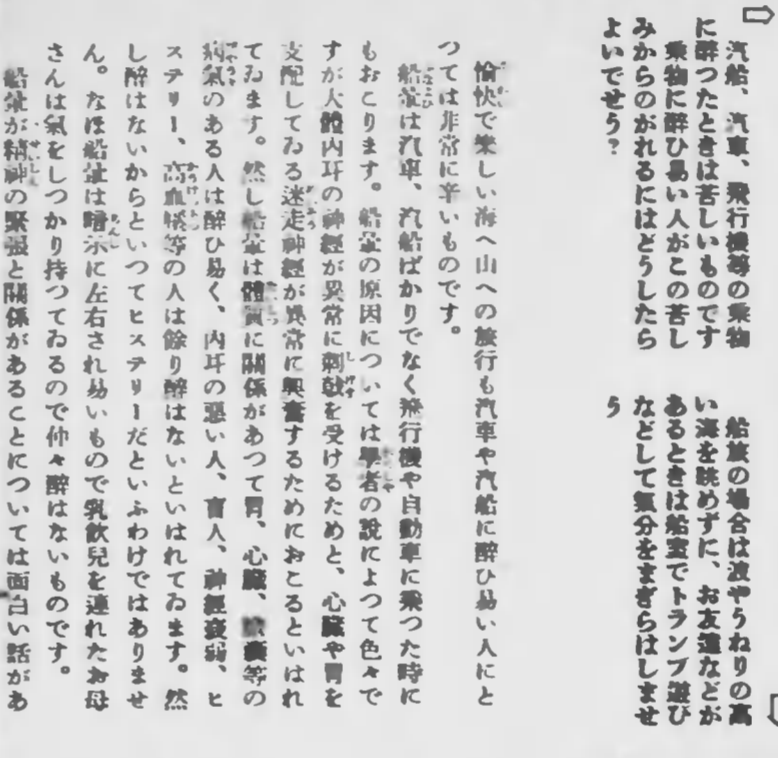 汽船、汽車、飛行機等の乗物
に酔つたときは苦しいものです
乗物に酔ひ易い人がこの苦し
みからのがれるにはどうしたら
よいでせう?
船旅の場合は波やうねりの高
い海を眺めずに、お友達などが
あるときは船室でトランプ遊び
などして気分をまぎらはしませ
う
愉快で楽しい海へ山への旅行も汽車や汽船に酔ひ易い人にと
つては非常に辛いものです。
船暈は汽車、汽船ばかりでなく飛行機や自動車に乗つた時に
もおこります。船暈の原因については學者の説によつて色々で
すが大體内耳の神經が異常に刺戟を受けるためと、心臓や胃を
支配してゐる迷走神經が異常に興奮するためにおこるといはれ
てゐます。然し船暈は體質に關係があつて胃、心臓、膽嚢等の
病氣のある人は酔ひ易く、内耳の悪い人、盲人、神經衰弱、ヒ
ステリー、高血壓等の人は餘り酔はないといはれてゐます。然
し酔はないからといつてヒステリーだといふわけではありませ
ん。なほ船暈は暗示に左右され易いもので乳飲兒を連れたお母
さんは氣をしつかり持つてゐるので仲々酔はないものです。
船暈が精神の緊張と關係があることについては面白い話があ